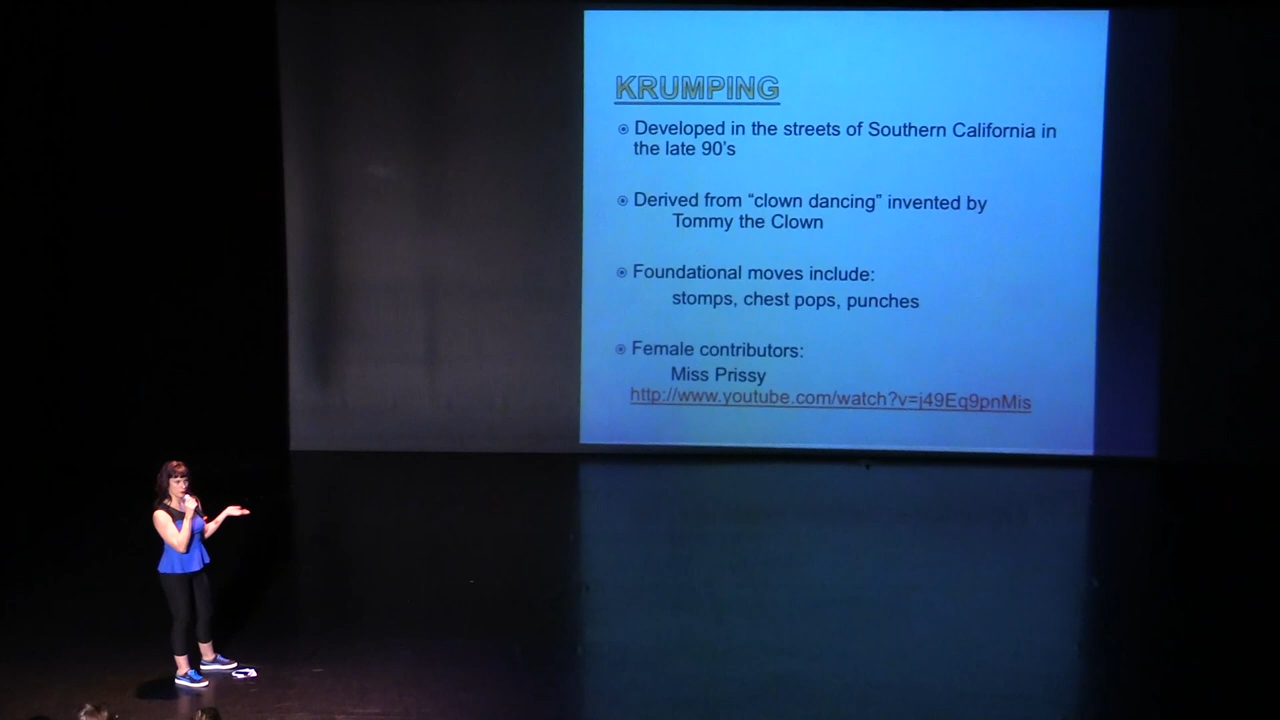 KRUMPING
Developed in the streets of Southern California in
the late 90's
Derived from “clown dancing” invented by
Tommy the Clown
Foundational moves include:
stomps, chest pops, punches
Female contributors:
Miss Prissy
http://www.youtube.com/watch?v=j49Eq9pnMis